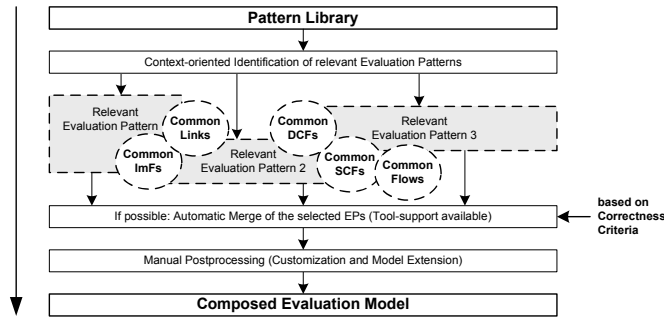 Pattern Library
Context-oriented Identification of relevant Evaluation Patterns
Relevant
Evaluation Pattern
Common
Links
Common
ImFs
Relevant
Evaluation Pattern 2
Common
DCFs
Common
SCFs
Relevant
Evaluation Pattern 3
Common
Flows
If possible: Automatic Merge of the selected EPs (Tool-support available)
based on
Correctness
Criteria
Manual Postprocessing (Customization and Model Extension)
Composed Evaluation Model